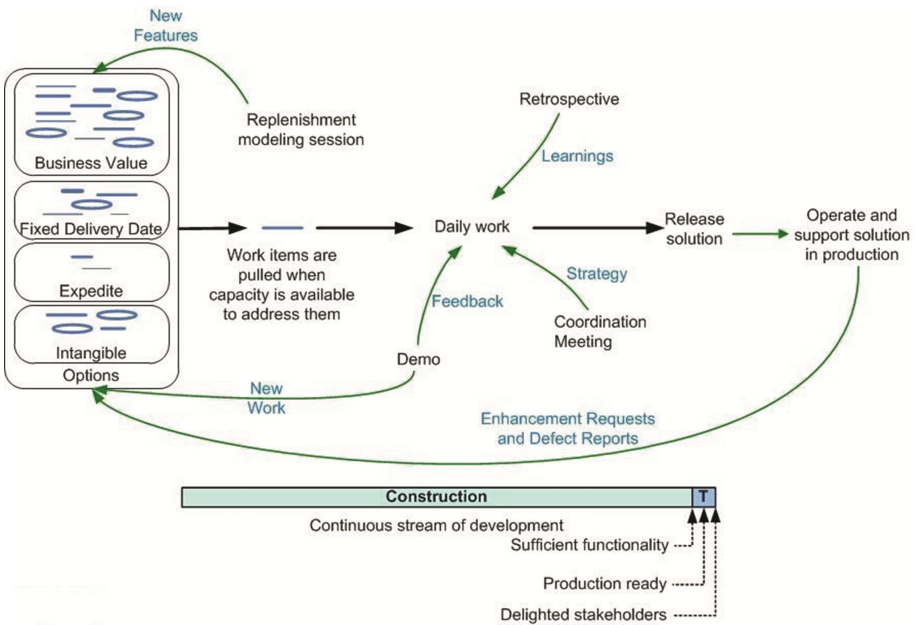 New
Features
Replenishment
modeling session
Business Value
Fixed Delivery Date
Expedite
Intangible
Options
Work items are
pulled when
capacity is available
to address them
Retrospective
Learnings
Daily work
Release
solution
Operate and
support solution
in production
Strategy
Coordination
Meeting
Feedback
Demo
New
Work
Enhancement Requests
and Defect Reports
Construction
T
Continuous stream of development
Sufficient functionality
Production ready
Delighted stakeholders